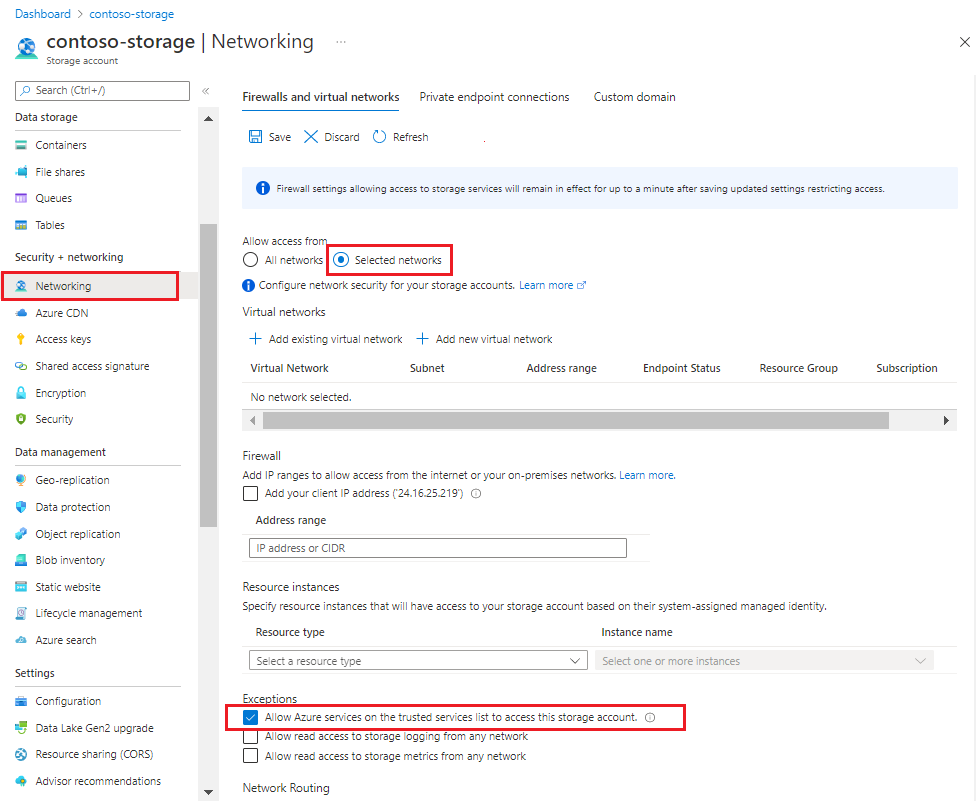 Dashboard > contoso-storage
contoso-storage | Networking ...
Storage account
Search (Ctrl+/)
«
Data storage
Containers
File shares
Queues
Tables
Security + networking
Networking
Azure CDN
Access keys
Shared access signature
Encryption
Security
Data management
Geo-replication
Data protection
Object replication
Blob inventory
Static website
Lifecycle management
Azure search
Settings
Configuration
Data Lake Gen2 upgrade
Resource sharing (CORS)
Advisor recommendations
Firewalls and virtual networks Private endpoint connections Custom domain
Save Discard Refresh
Firewall settings allowing access to storage services will remain in effect for up to a minute after saving updated settings restricting access.
Allow access from
All networks Selected networks
Configure network security for your storage accounts. Learn more
Virtual networks
+ Add existing virtual network + Add new virtual network
Virtual Network Subnet Address range Endpoint Status Resource Group Subscription
No network selected.
Firewall
Add IP ranges to allow access from the internet or your on-premises networks. Learn more.
Add your client IP address ('24.16.25.219')
Address range
IP address or CIDR
Resource instances
Specify resource instances that will have access to your storage account based on their system-assigned managed identity.
Resource type Instance name
Select a resource type Select one or more instances
Exceptions
Allow Azure services on the trusted services list to access this storage account.
Allow read access to storage logging from any network
Allow read access to storage metrics from any network
Network Routing